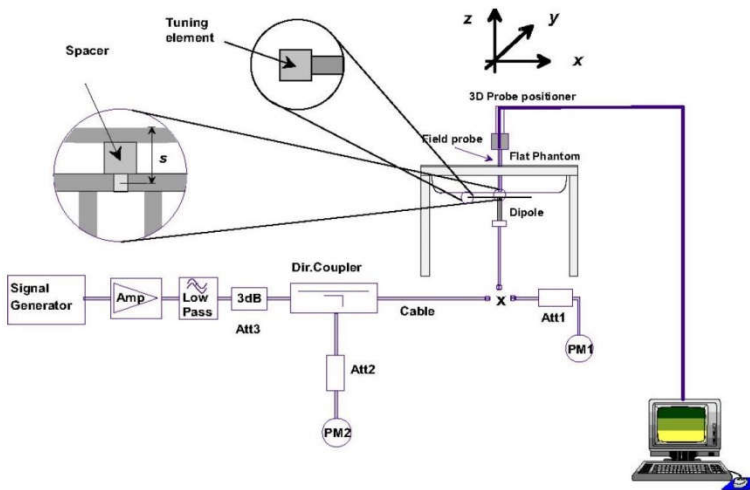 Tuning
element
z
y
x
Spacer
3D Probe positioner
s
Field probe
Flat Phantom
Dipole
Dir.Coupler
Signal
Generator
Amp
Low
Pass
3dB
Att3
Cable
x
Att1
PM1
Att2
PM2